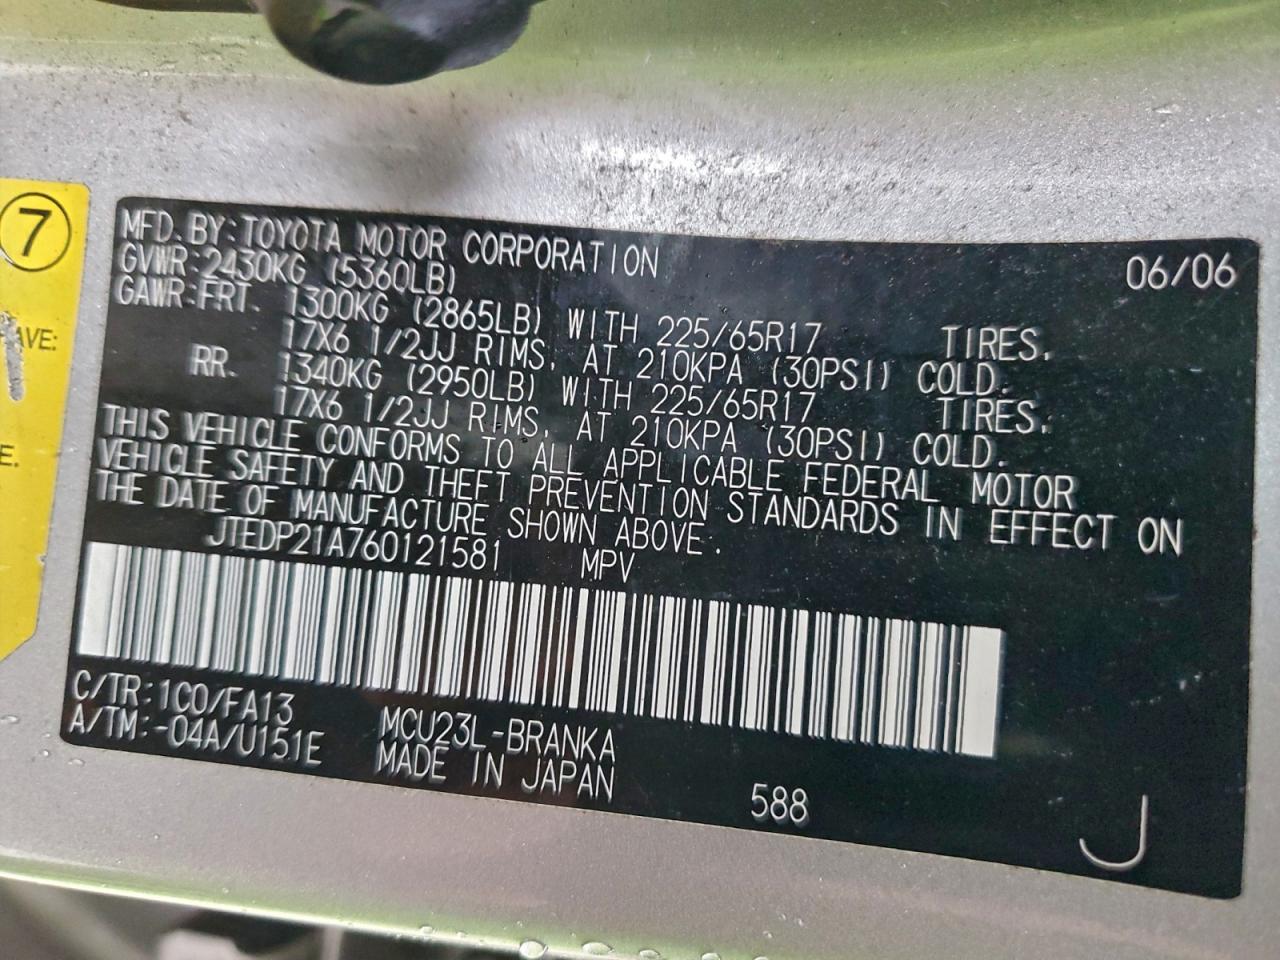 7
AVE:
E.
MFD. BY: TOYOTA MOTOR CORPORATION 06/06
GVWR: 2430KG (5360LB)
GAWR: FRT. 1300KG (2865LB) WITH 225/65R17 TIRES,
17X6 1/2JJ RIMS, AT 210KPA (30PSI) COLD.
RR. 1340KG (2950LB) WITH 225/65R17 TIRES,
17X6 1/2JJ RIMS, AT 210KPA (30PSI) COLD.
THIS VEHICLE CONFORMS TO ALL APPLICABLE FEDERAL MOTOR
VEHICLE SAFETY AND THEFT PREVENTION STANDARDS IN EFFECT ON
THE DATE OF MANUFACTURE SHOWN ABOVE.
JTEDP21A760121581 MPV
C/TR: 1C0/FA13 MCU23L-BRANKA
A/TM: -04A/U151E MADE IN JAPAN
588
J